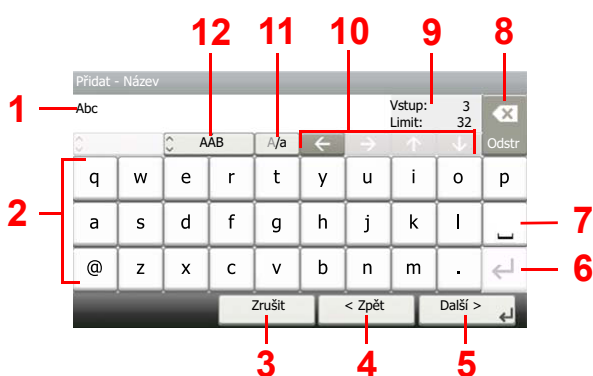 12 11 10 9 8
Přidat - Název
1 Abc Vstup: 3
Limit: 32
AAB A/a ← → ↑ ↓ Odstr
q w e r t y u i o p
2 a s d f g h j k l 7
@ z x c v b n m . 6
Zrušit < Zpět Další >
3 4 5